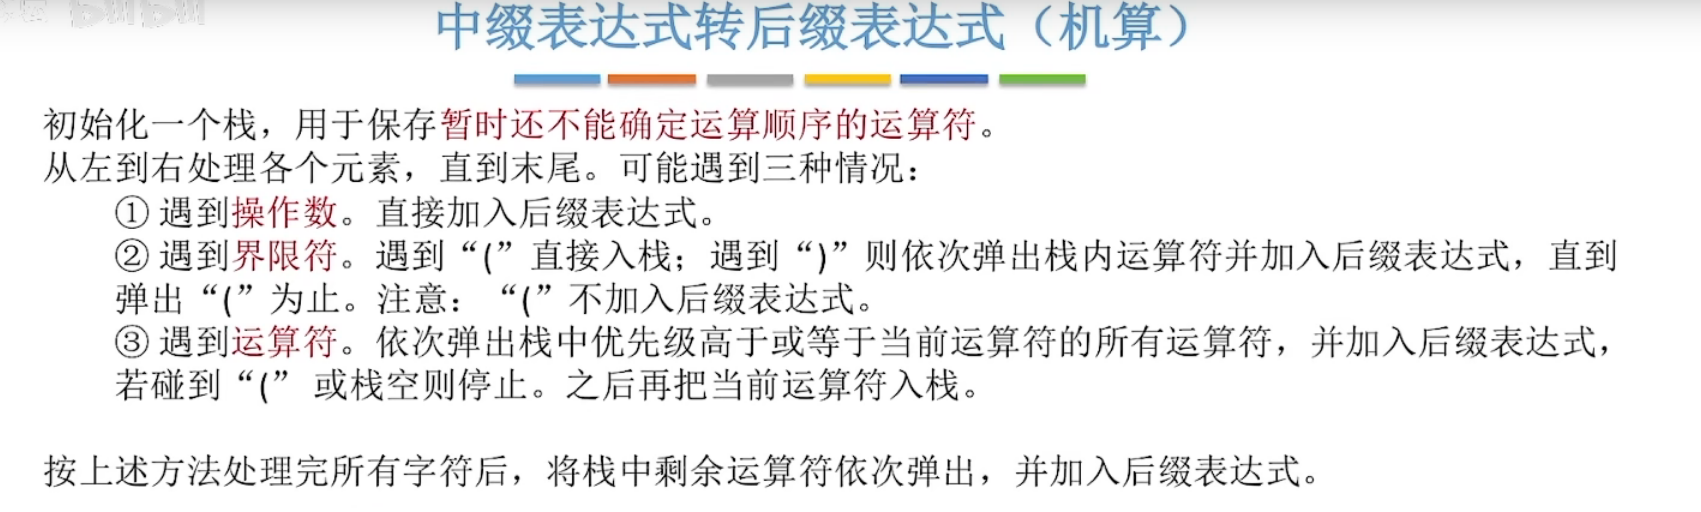 中缀表达式转后缀表达式（机算）
初始化一个栈，用于保存暂时还不能确定运算顺序的运算符。
从左到右处理各个元素，直到末尾。可能遇到三种情况：
① 遇到操作数。直接加入后缀表达式。
② 遇到界限符。遇到“(”直接入栈；遇到“)”则依次弹出栈内运算符并加入后缀表达式，直到
弹出“(”为止。注意：“(”不加入后缀表达式。
③ 遇到运算符。依次弹出栈中优先级高于或等于当前运算符的所有运算符，并加入后缀表达式，
若碰到“(” 或栈空则停止。之后再把当前运算符入栈。
按上述方法处理完所有字符后，将栈中剩余运算符依次弹出，并加入后缀表达式。